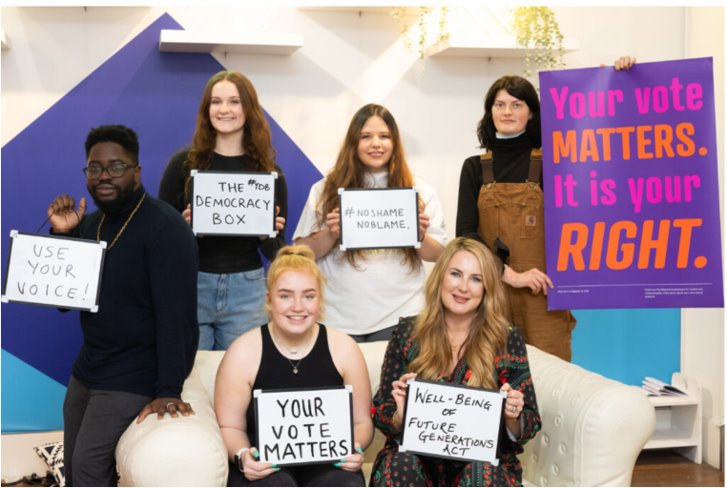 USE
YOUR
VOICE!
THE #TDB
DEMOCRACY
BOX
#NOSHAME
NOBLAME.
Your vote
MATTERS.
It is your
RIGHT.
YOUR
VOTE
MATTERS
WELL-BEING
OF
FUTURE
GENERATIONS
ACT